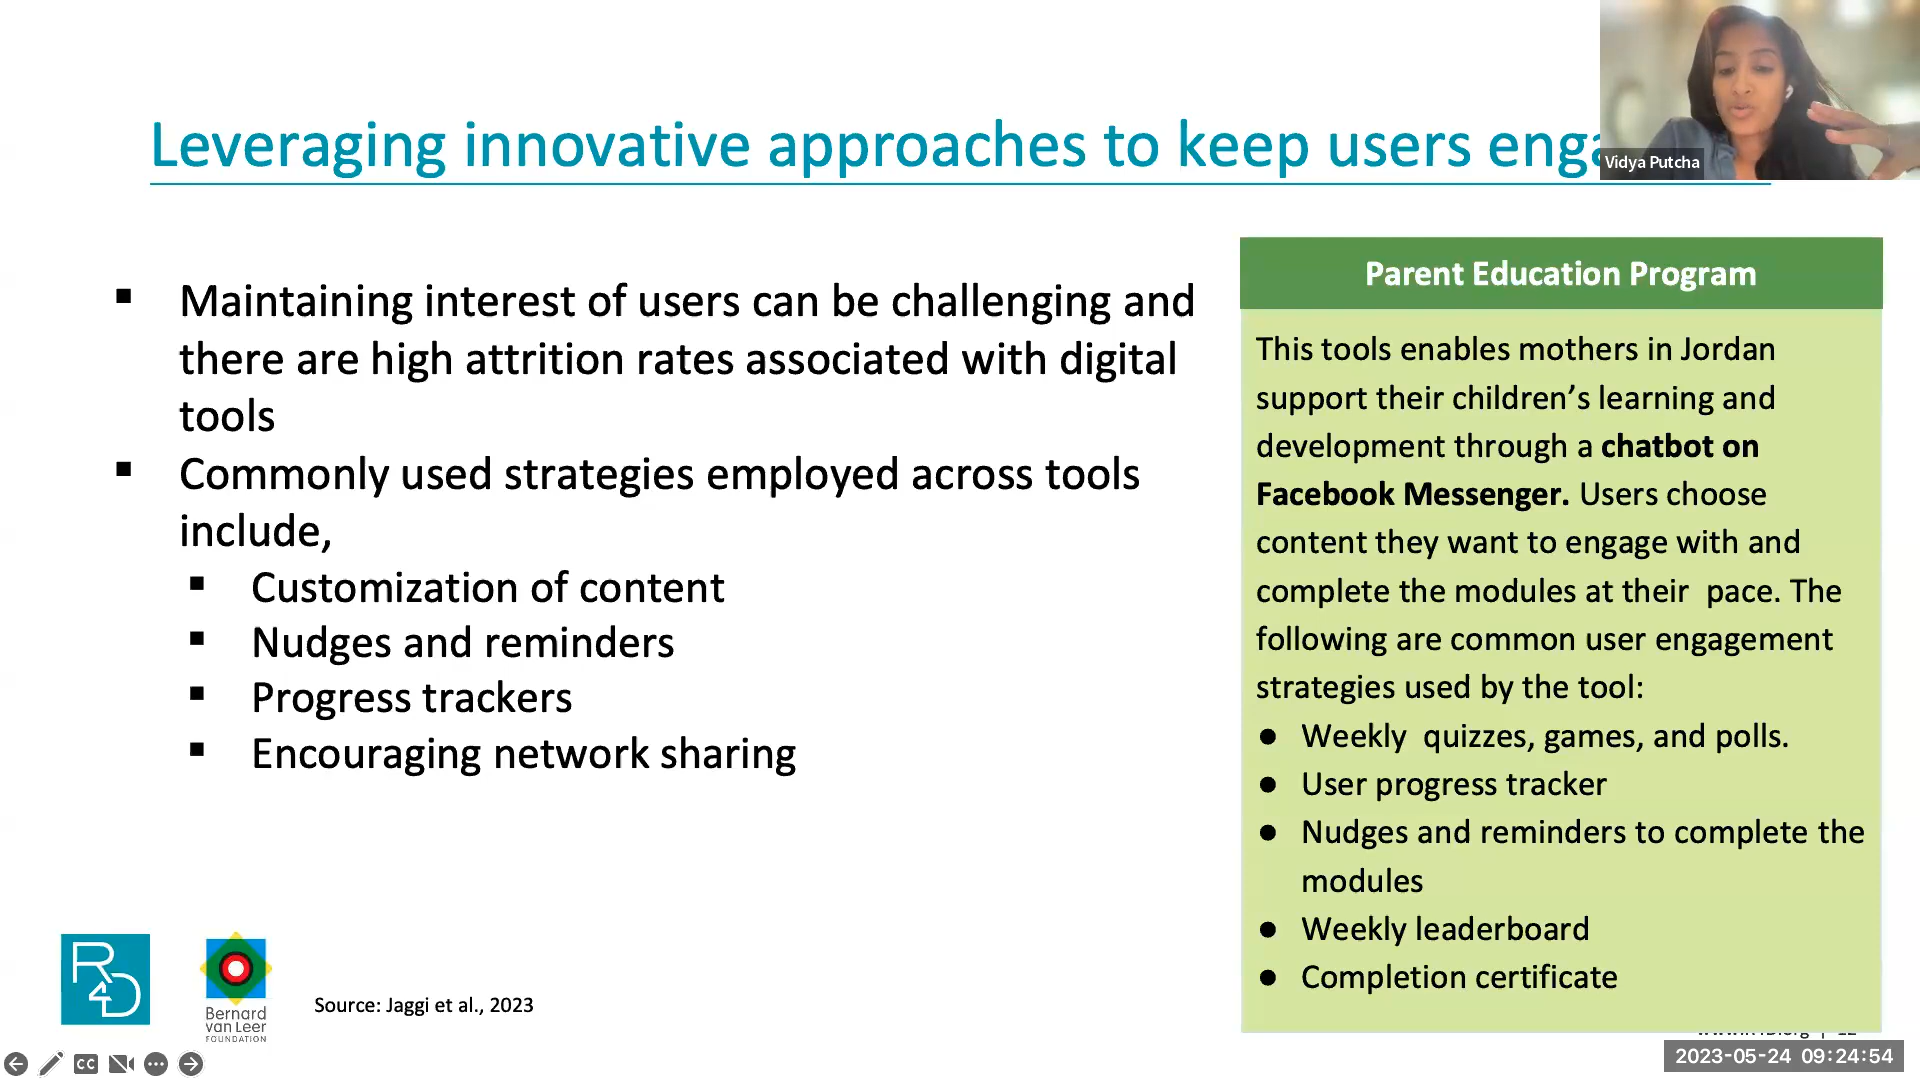 Leveraging innovative approaches to keep users enga
Vidya Putcha
▪ Maintaining interest of users can be challenging and
there are high attrition rates associated with digital
tools
▪ Commonly used strategies employed across tools
include,
▪ Customization of content
▪ Nudges and reminders
▪ Progress trackers
▪ Encouraging network sharing
Parent Education Program
This tools enables mothers in Jordan
support their children’s learning and
development through a chatbot on
Facebook Messenger. Users choose
content they want to engage with and
complete the modules at their  pace. The
following are common user engagement
strategies used by the tool:
● Weekly  quizzes, games, and polls.
● User progress tracker
● Nudges and reminders to complete the
modules
● Weekly leaderboard
● Completion certificate
R4D
Bernard
van Leer
FOUNDATION
Source: Jaggi et al., 2023
CC
2023-05-24 09:24:54